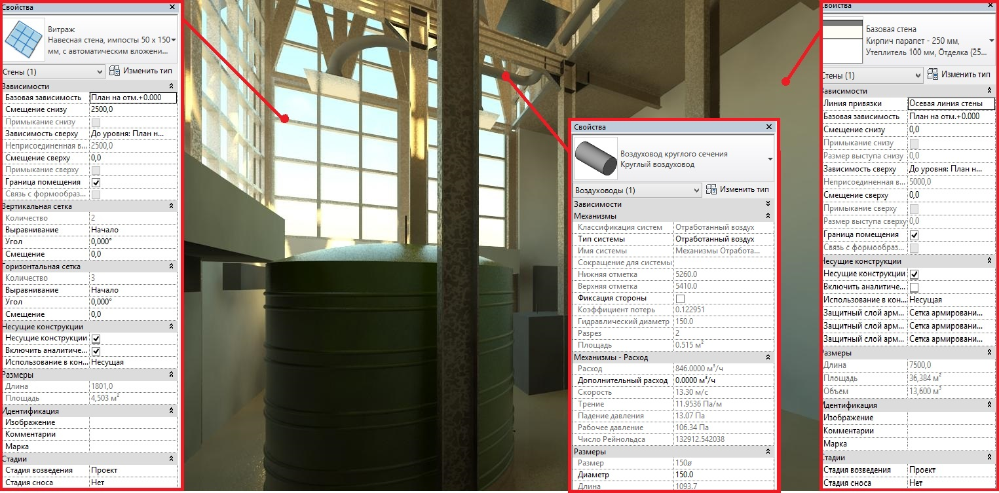 Свойства
Витраж
Навесная стена, импосты 50 x 150
мм, с автоматическим вложени...
Стены (1)
Изменить тип
Зависимости
Базовая зависимость План на отм.+0.000
Смещение снизу 2500,0
Примыкание снизу
Зависимость сверху До уровня: План н...
Неприсоединенная в... 2500,0
Смещение сверху 0,0
Примыкание сверху
Граница помещения
Связь с формообраз...
Вертикальная сетка
Количество 2
Выравнивание Начало
Угол 0,000°
Смещение 0,0
Горизонтальная сетка
Количество 3
Выравнивание Начало
Угол 0,000°
Смещение 0,0
Несущие конструкции
Несущие конструкции
Включить аналитиче...
Использование в кон... Несущая
Размеры
Длина 1801,0
Площадь 4,503 м²
Идентификация
Изображение
Комментарии
Марка
Стадии
Стадия возведения Проект
Стадия сноса Нет
Свойства
Воздуховод круглого сечения
Круглый воздуховод
Воздуховоды (1)
Изменить тип
Зависимости
Механизмы
Классификация систем Отработанный воздух
Тип системы Отработанный воздух
Имя системы Механизмы Отработа...
Сокращение для системы
Нижняя отметка 5260.0
Верхняя отметка 5410.0
Фиксация стороны
Коэффициент потерь 0.122951
Гидравлический диаметр 150.0
Разрез 2
Площадь 0.515 м²
Механизмы - Расход
Расход 846.0000 м³/ч
Дополнительный расход 0.0000 м³/ч
Скорость 13.30 м/с
Трение 11.9536 Па/м
Падение давления 13.07 Па
Рабочее давление 106.34 Па
Число Рейнольдса 132912.542038
Размеры
Размер 150ø
Диаметр 150.0
Длина 1093.7
Свойства
Базовая стена
Кирпич парапет - 250 мм,
Утеплитель 100 мм, Отделка (25...
Стены (1)
Изменить тип
Зависимости
Линия привязки Осевая линия стены
Базовая зависимость План на отм.+0.000
Смещение снизу 0,0
Примыкание снизу
Размер выступа снизу 0,0
Зависимость сверху До уровня: План н...
Неприсоединенная в... 5000,0
Смещение сверху 0,0
Примыкание сверху
Размер выступа сверху 0,0
Граница помещения
Связь с формообраз...
Несущие конструкции
Несущие конструкции
Включить аналитиче...
Использование в кон... Несущая
Защитный слой арм... Сетка армировани...
Защитный слой арм... Сетка армировани...
Защитный слой арм... Сетка армировани...
Размеры
Длина 7500,0
Площадь 36,384 м²
Объем 13,600 м³
Идентификация
Изображение
Комментарии
Марка
Стадии
Стадия возведения Проект
Стадия сноса Нет